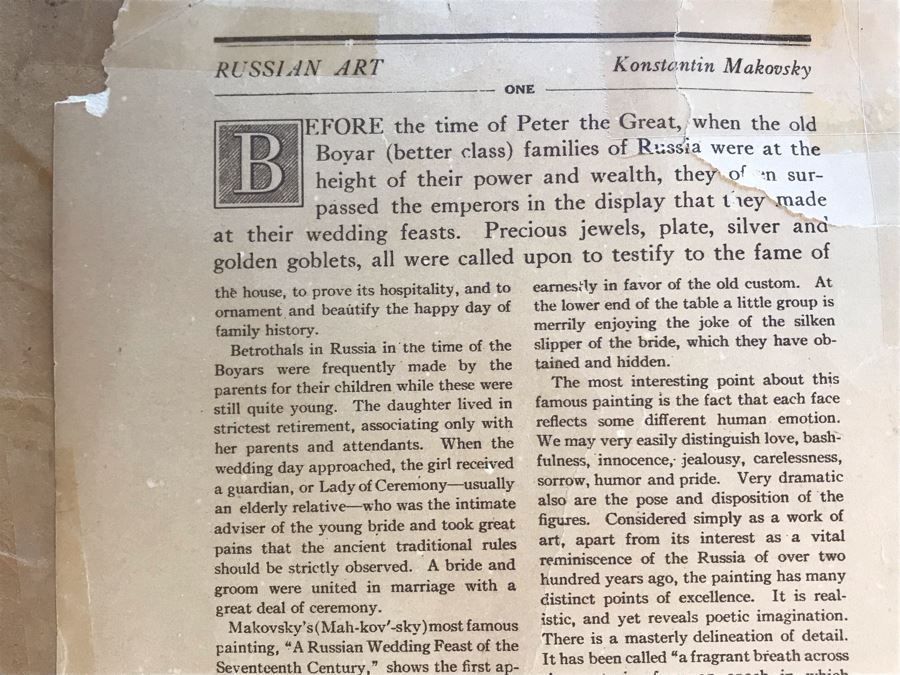 RUSSIAN ART
Konstantin Makovsky
ONE
BEFORE the time of Peter the Great, when the old
Boyar (better class) families of Russia were at the
height of their power and wealth, they of en sur-
passed the emperors in the display that they made
at their wedding feasts. Precious jewels, plate, silver and
golden goblets, all were called upon to testify to the fame of
the house, to prove its hospitality, and to
ornament and beautify the happy day of
family history.
Betrothals in Russia in the time of the
Boyars were frequently made by the
parents for their children while these were
still quite young. The daughter lived in
strictest retirement, associating only with
her parents and attendants. When the
wedding day approached, the girl received
a guardian, or Lady of Ceremony—usually
an elderly relative—who was the intimate
adviser of the young bride and took great
pains that the ancient traditional rules
should be strictly observed. A bride and
groom were united in marriage with a
great deal of ceremony.
Makovsky's (Mah-kov'-sky) most famous
painting, "A Russian Wedding Feast of the
Seventeenth Century," shows the first ap-
earnestly in favor of the old custom. At
the lower end of the table a little group is
merrily enjoying the joke of the silken
slipper of the bride, which they have ob-
tained and hidden.
The most interesting point about this
famous painting is the fact that each face
reflects some different human emotion.
We may very easily distinguish love, bash-
fulness, innocence, jealousy, carelessness,
sorrow, humor and pride. Very dramatic
also are the pose and disposition of the
figures. Considered simply as a work of
art, apart from its interest as a vital
reminiscence of the Russia of over two
hundred years ago, the painting has many
distinct points of excellence. It is real-
istic, and yet reveals poetic imagination.
There is a masterly delineation of detail.
It has been called "a fragrant breath across